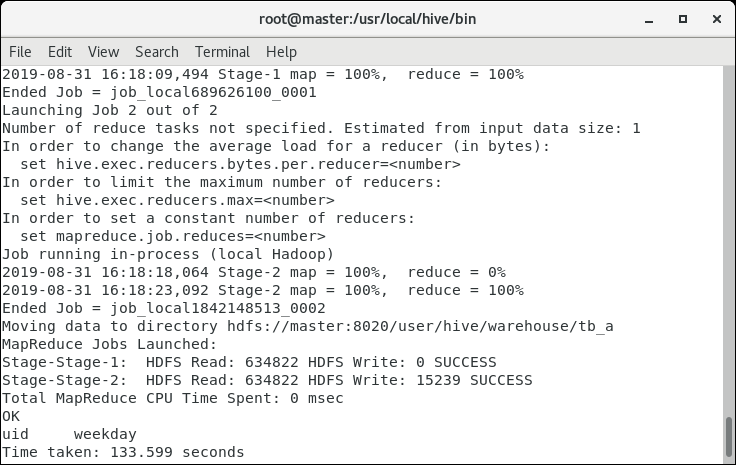 root@master:/usr/local/hive/bin
File Edit View Search Terminal Help
2019-08-31 16:18:09,494 Stage-1 map = 100%,  reduce = 100%
Ended Job = job_local689626100_0001
Launching Job 2 out of 2
Number of reduce tasks not specified. Estimated from input data size: 1
In order to change the average load for a reducer (in bytes):
  set hive.exec.reducers.bytes.per.reducer=<number>
In order to limit the maximum number of reducers:
  set hive.exec.reducers.max=<number>
In order to set a constant number of reducers:
  set mapreduce.job.reduces=<number>
Job running in-process (local Hadoop)
2019-08-31 16:18:18,064 Stage-2 map = 100%,  reduce = 0%
2019-08-31 16:18:23,092 Stage-2 map = 100%,  reduce = 100%
Ended Job = job_local1842148513_0002
Moving data to directory hdfs://master:8020/user/hive/warehouse/tb_a
MapReduce Jobs Launched:
Stage-Stage-1:  HDFS Read: 634822 HDFS Write: 0 SUCCESS
Stage-Stage-2:  HDFS Read: 634822 HDFS Write: 15239 SUCCESS
Total MapReduce CPU Time Spent: 0 msec
OK
uid     weekday
Time taken: 133.599 seconds